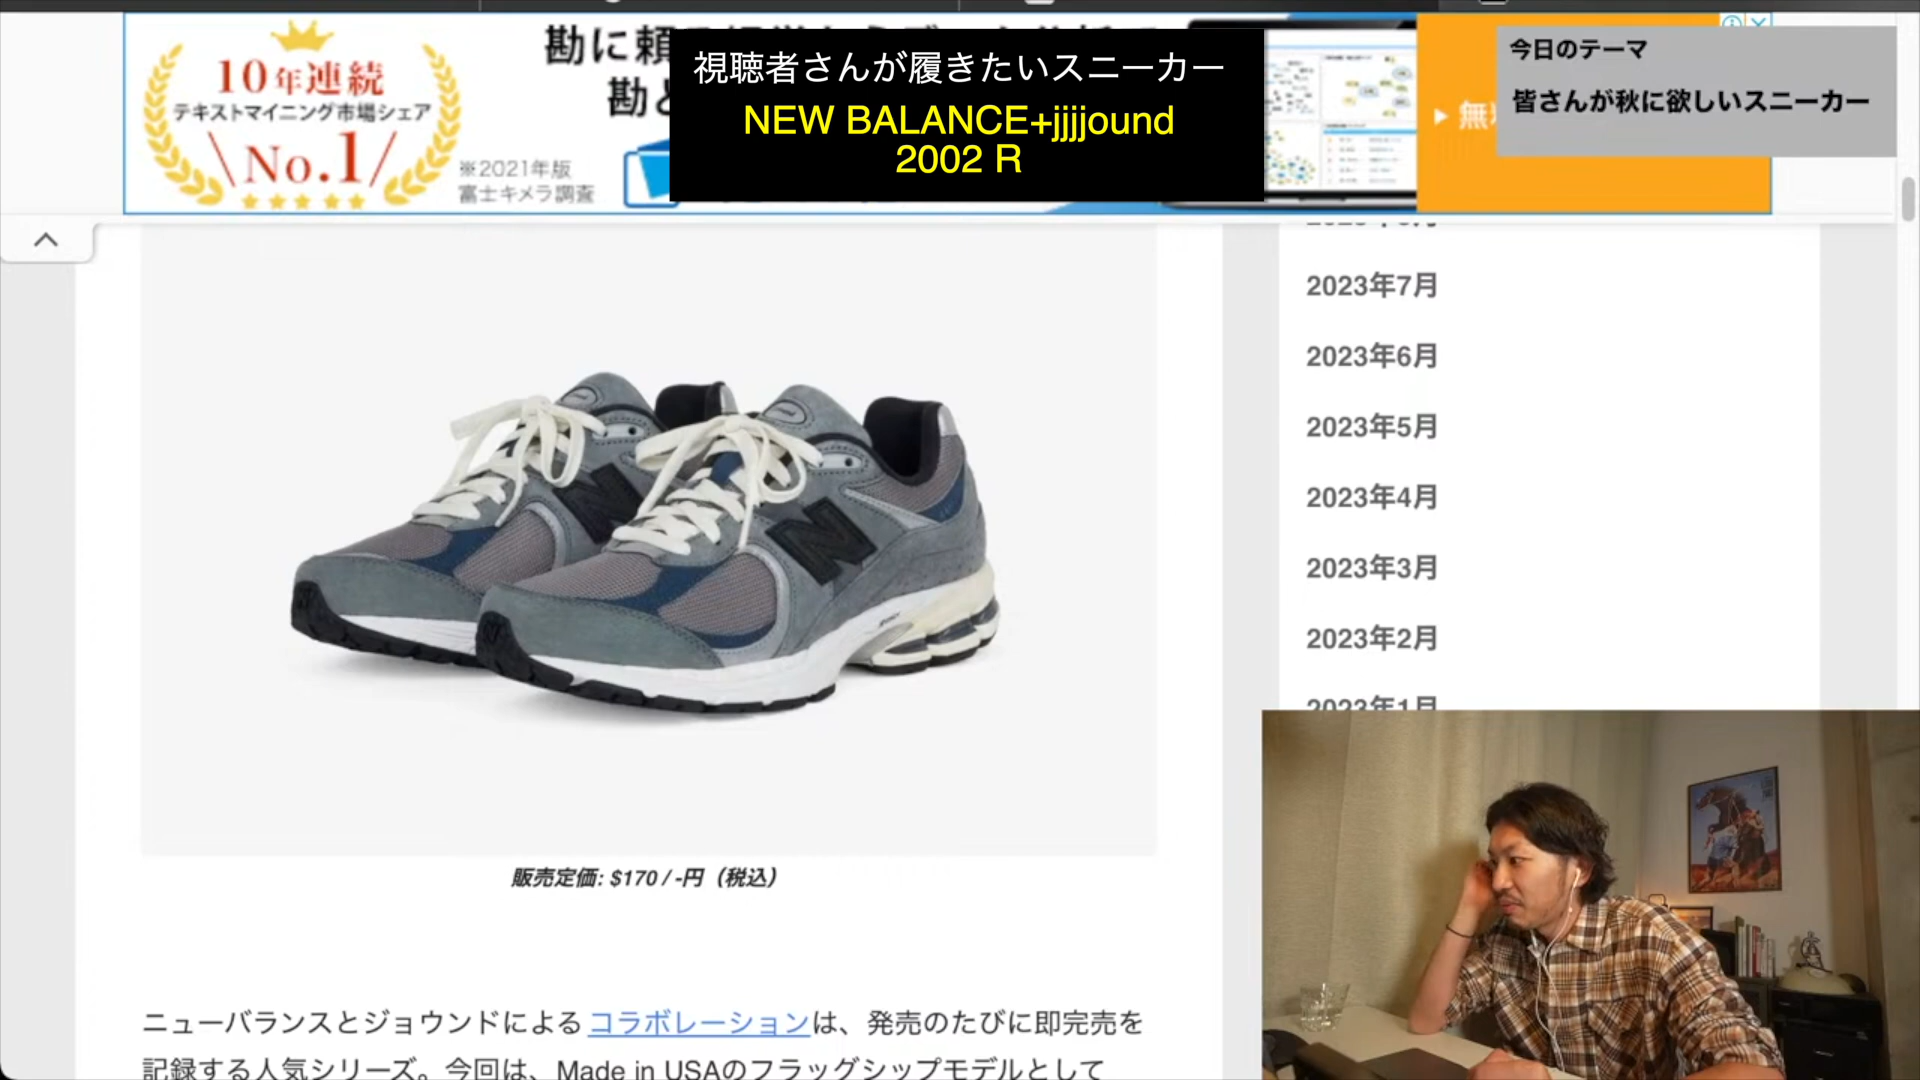 10年連続
テキストマイニング市場シェア
No.1
※2021年版
富士キメラ調査
勘に頼
勘と
視聴者さんが履きたいスニーカー
NEW BALANCE+jjjjound
2002 R
無
今日のテーマ
皆さんが秋に欲しいスニーカー
2023年7月
2023年6月
2023年5月
2023年4月
2023年3月
2023年2月
2023年1月
N
N
販売定価: $170 / -円（税込）
ニューバランスとジョウンドによる コラボレーションは、発売のたびに即完売を
記録する人気シリーズ。今回は、Made in USAのフラッグシップモデルとして